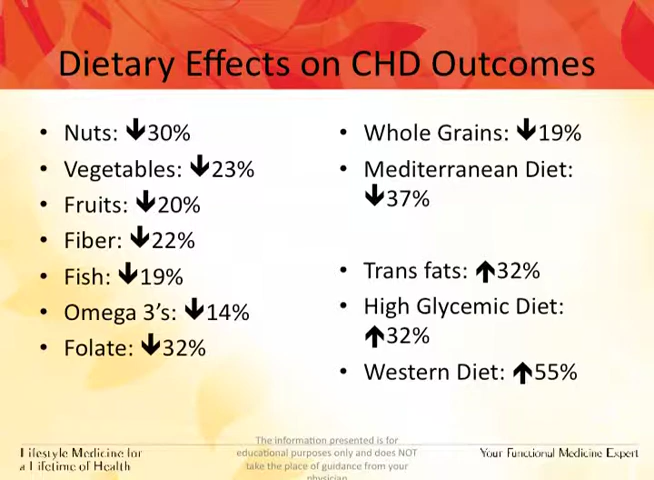 Dietary Effects on CHD Outcomes
• Nuts: ↓30%
• Vegetables: ↓23%
• Fruits: ↓20%
• Fiber: ↓22%
• Fish: ↓19%
• Omega 3's: ↓14%
• Folate: ↓32%
• Whole Grains: ↓19%
• Mediterranean Diet:
↓37%
• Trans fats: ↑32%
• High Glycemic Diet:
↑32%
• Western Diet: ↑55%
Lifestyle Medicine for
a Lifetime of Health
The information presented is for
educational purposes only and does NOT
take the place of guidance from your
physician
Your Functional Medicine Expert